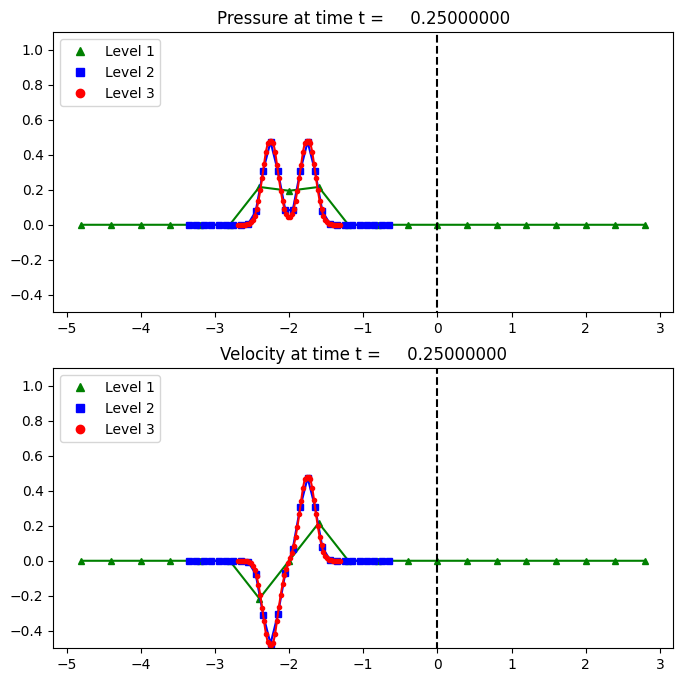 Pressure at time t =     0.25000000
1.0
0.8
0.6
0.4
0.2
0.0
−0.2
−0.4
Level 1
Level 2
Level 3
−5 −4 −3 −2 −1 0 1 2 3
Velocity at time t =     0.25000000
1.0
0.8
0.6
0.4
0.2
0.0
−0.2
−0.4
Level 1
Level 2
Level 3
−5 −4 −3 −2 −1 0 1 2 3